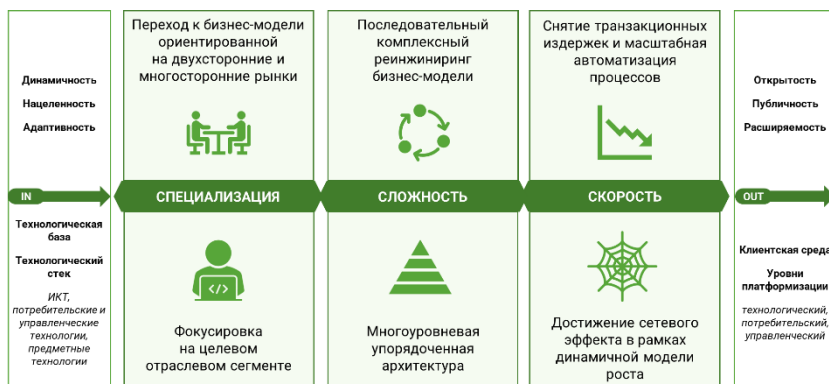 Динамичность
Нацеленность
Адаптивность
IN
Технологическая
база
Технологический
стек
ИКТ,
потребительские и
управленческие
технологии,
предметные
технологии
Переход к бизнес-модели
ориентированной
на двухсторонние и
многосторонние рынки
СПЕЦИАЛИЗАЦИЯ
</>
Фокусировка
на целевом
отраслевом сегменте
Последовательный
комплексный
реинжиниринг
бизнес-модели
СЛОЖНОСТЬ
Многоуровневая
упорядоченная
архитектура
Снятие транзакционных
издержек и масштабная
автоматизация
процессов
СКОРОСТЬ
Достижение сетевого
эффекта в рамках
динамичной модели
роста
Открытость
Публичность
Расширяемость
OUT
Клиентская среда
Уровни
платформизации
технологический,
потребительский,
управленческий